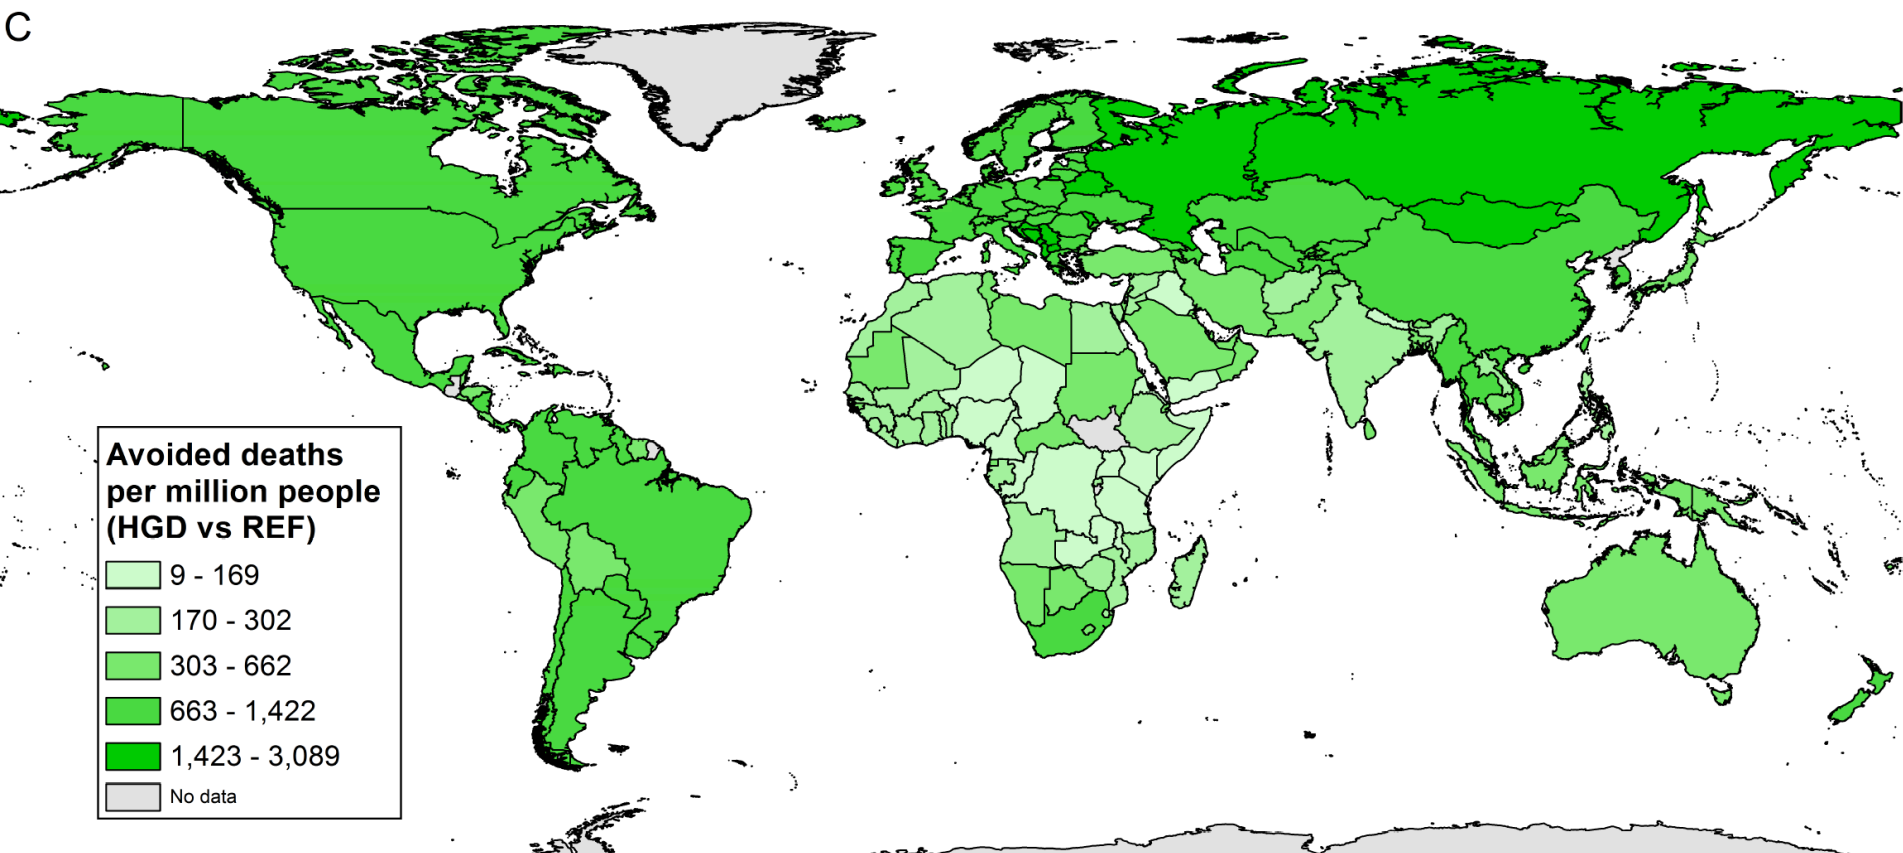 C
Avoided deaths
per million people
(HGD vs REF)
9 - 169
170 - 302
303 - 662
663 - 1,422
1,423 - 3,089
No data